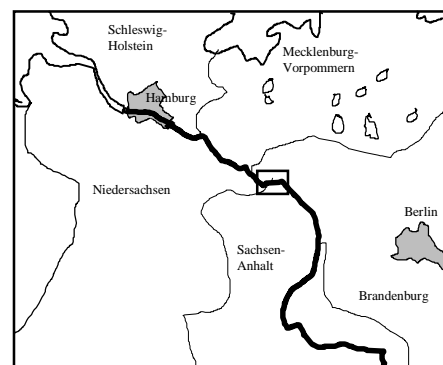 Schleswig-
Holstein
Mecklenburg-
Vorpommern
Hamburg
Niedersachsen
Berlin
Sachsen-
Anhalt
Brandenburg